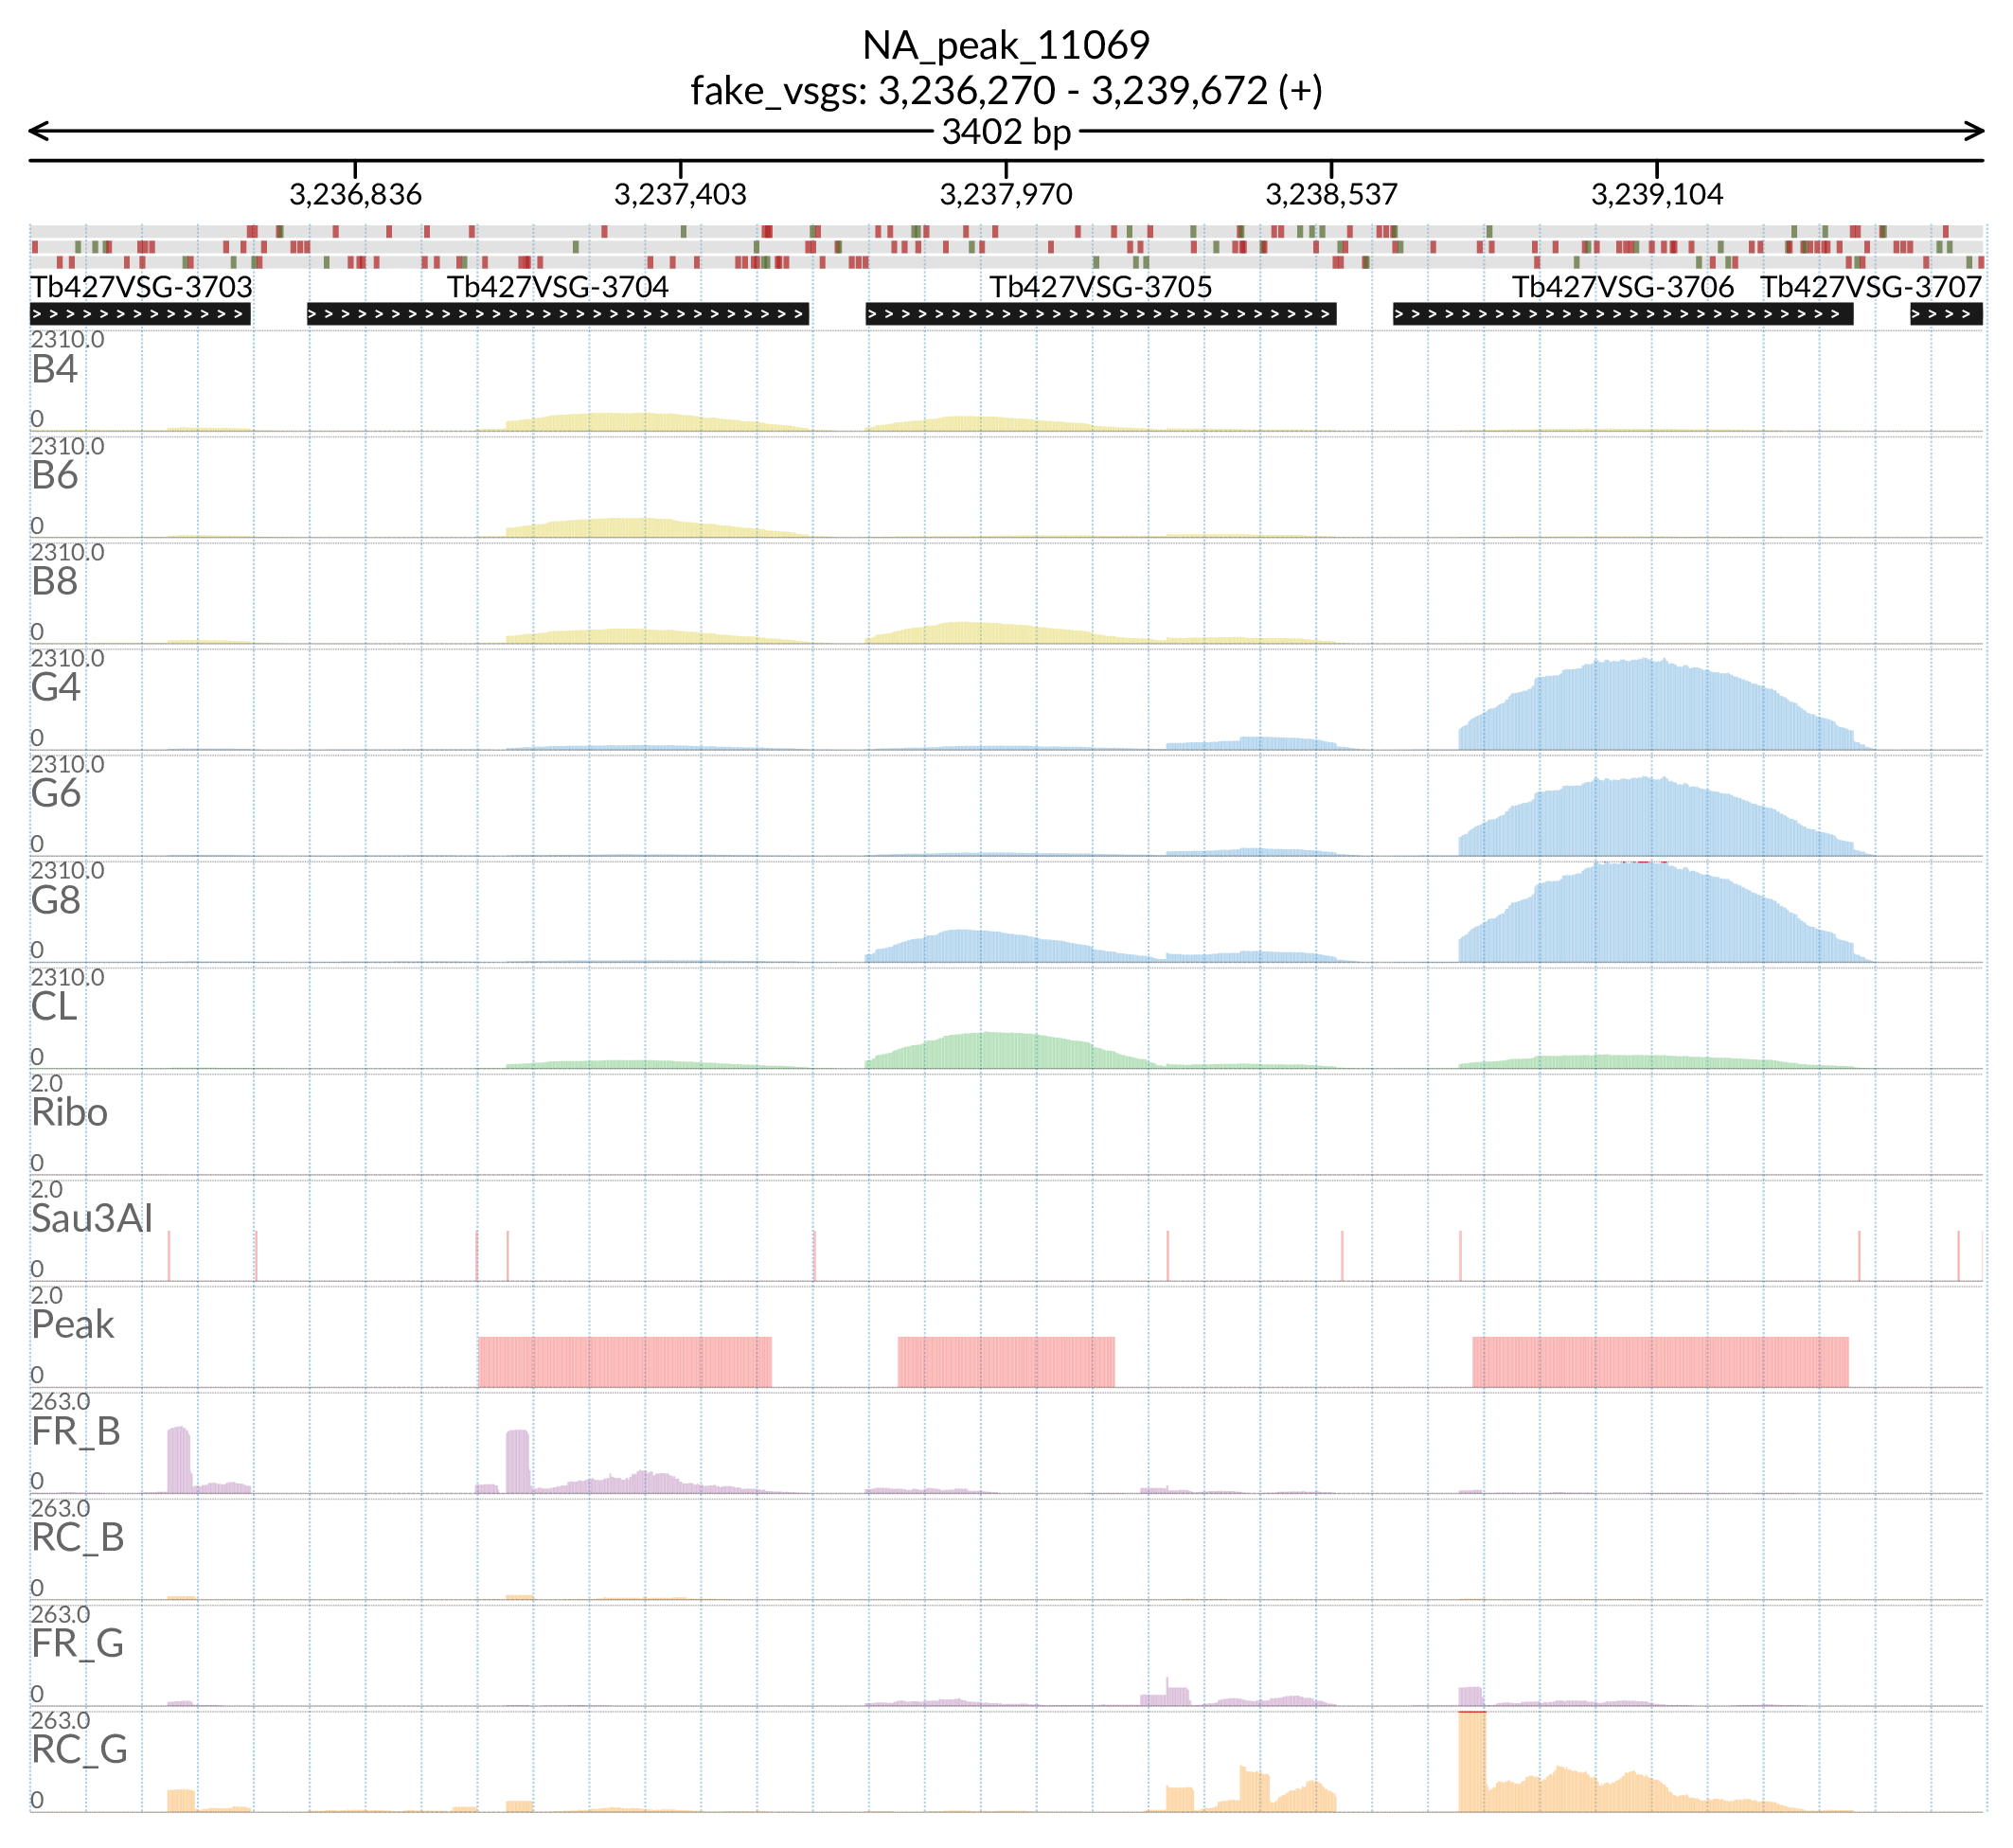 NA_peak_11069
fake_vsgs: 3,236,270 - 3,239,672 (+)
3402 bp
3,236,836 3,237,403 3,237,970 3,238,537 3,239,104
Tb427VSG-3703 Tb427VSG-3704 Tb427VSG-3705 Tb427VSG-3706 Tb427VSG-3707
2310.0
B4
0
2310.0
B6
0
2310.0
B8
0
2310.0
G4
0
2310.0
G6
0
2310.0
G8
0
2310.0
CL
0
2.0
Ribo
0
2.0
Sau3AI
0
2.0
Peak
0
263.0
FR_B
0
263.0
RC_B
0
263.0
FR_G
0
263.0
RC_G
0